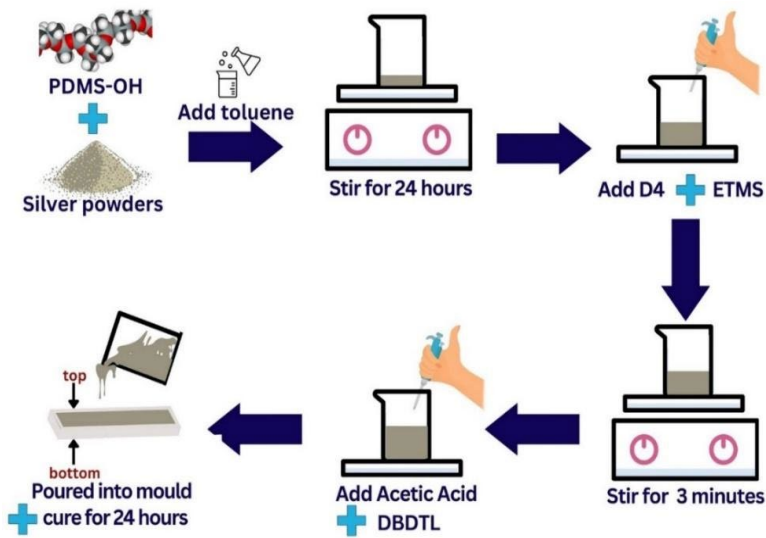 PDMS-OH
Silver powders
Add toluene
Stir for 24 hours
Add D4 ETMS
Stir for 3 minutes
Add Acetic Acid
DBDTL
top
bottom
Poured into mould
cure for 24 hours